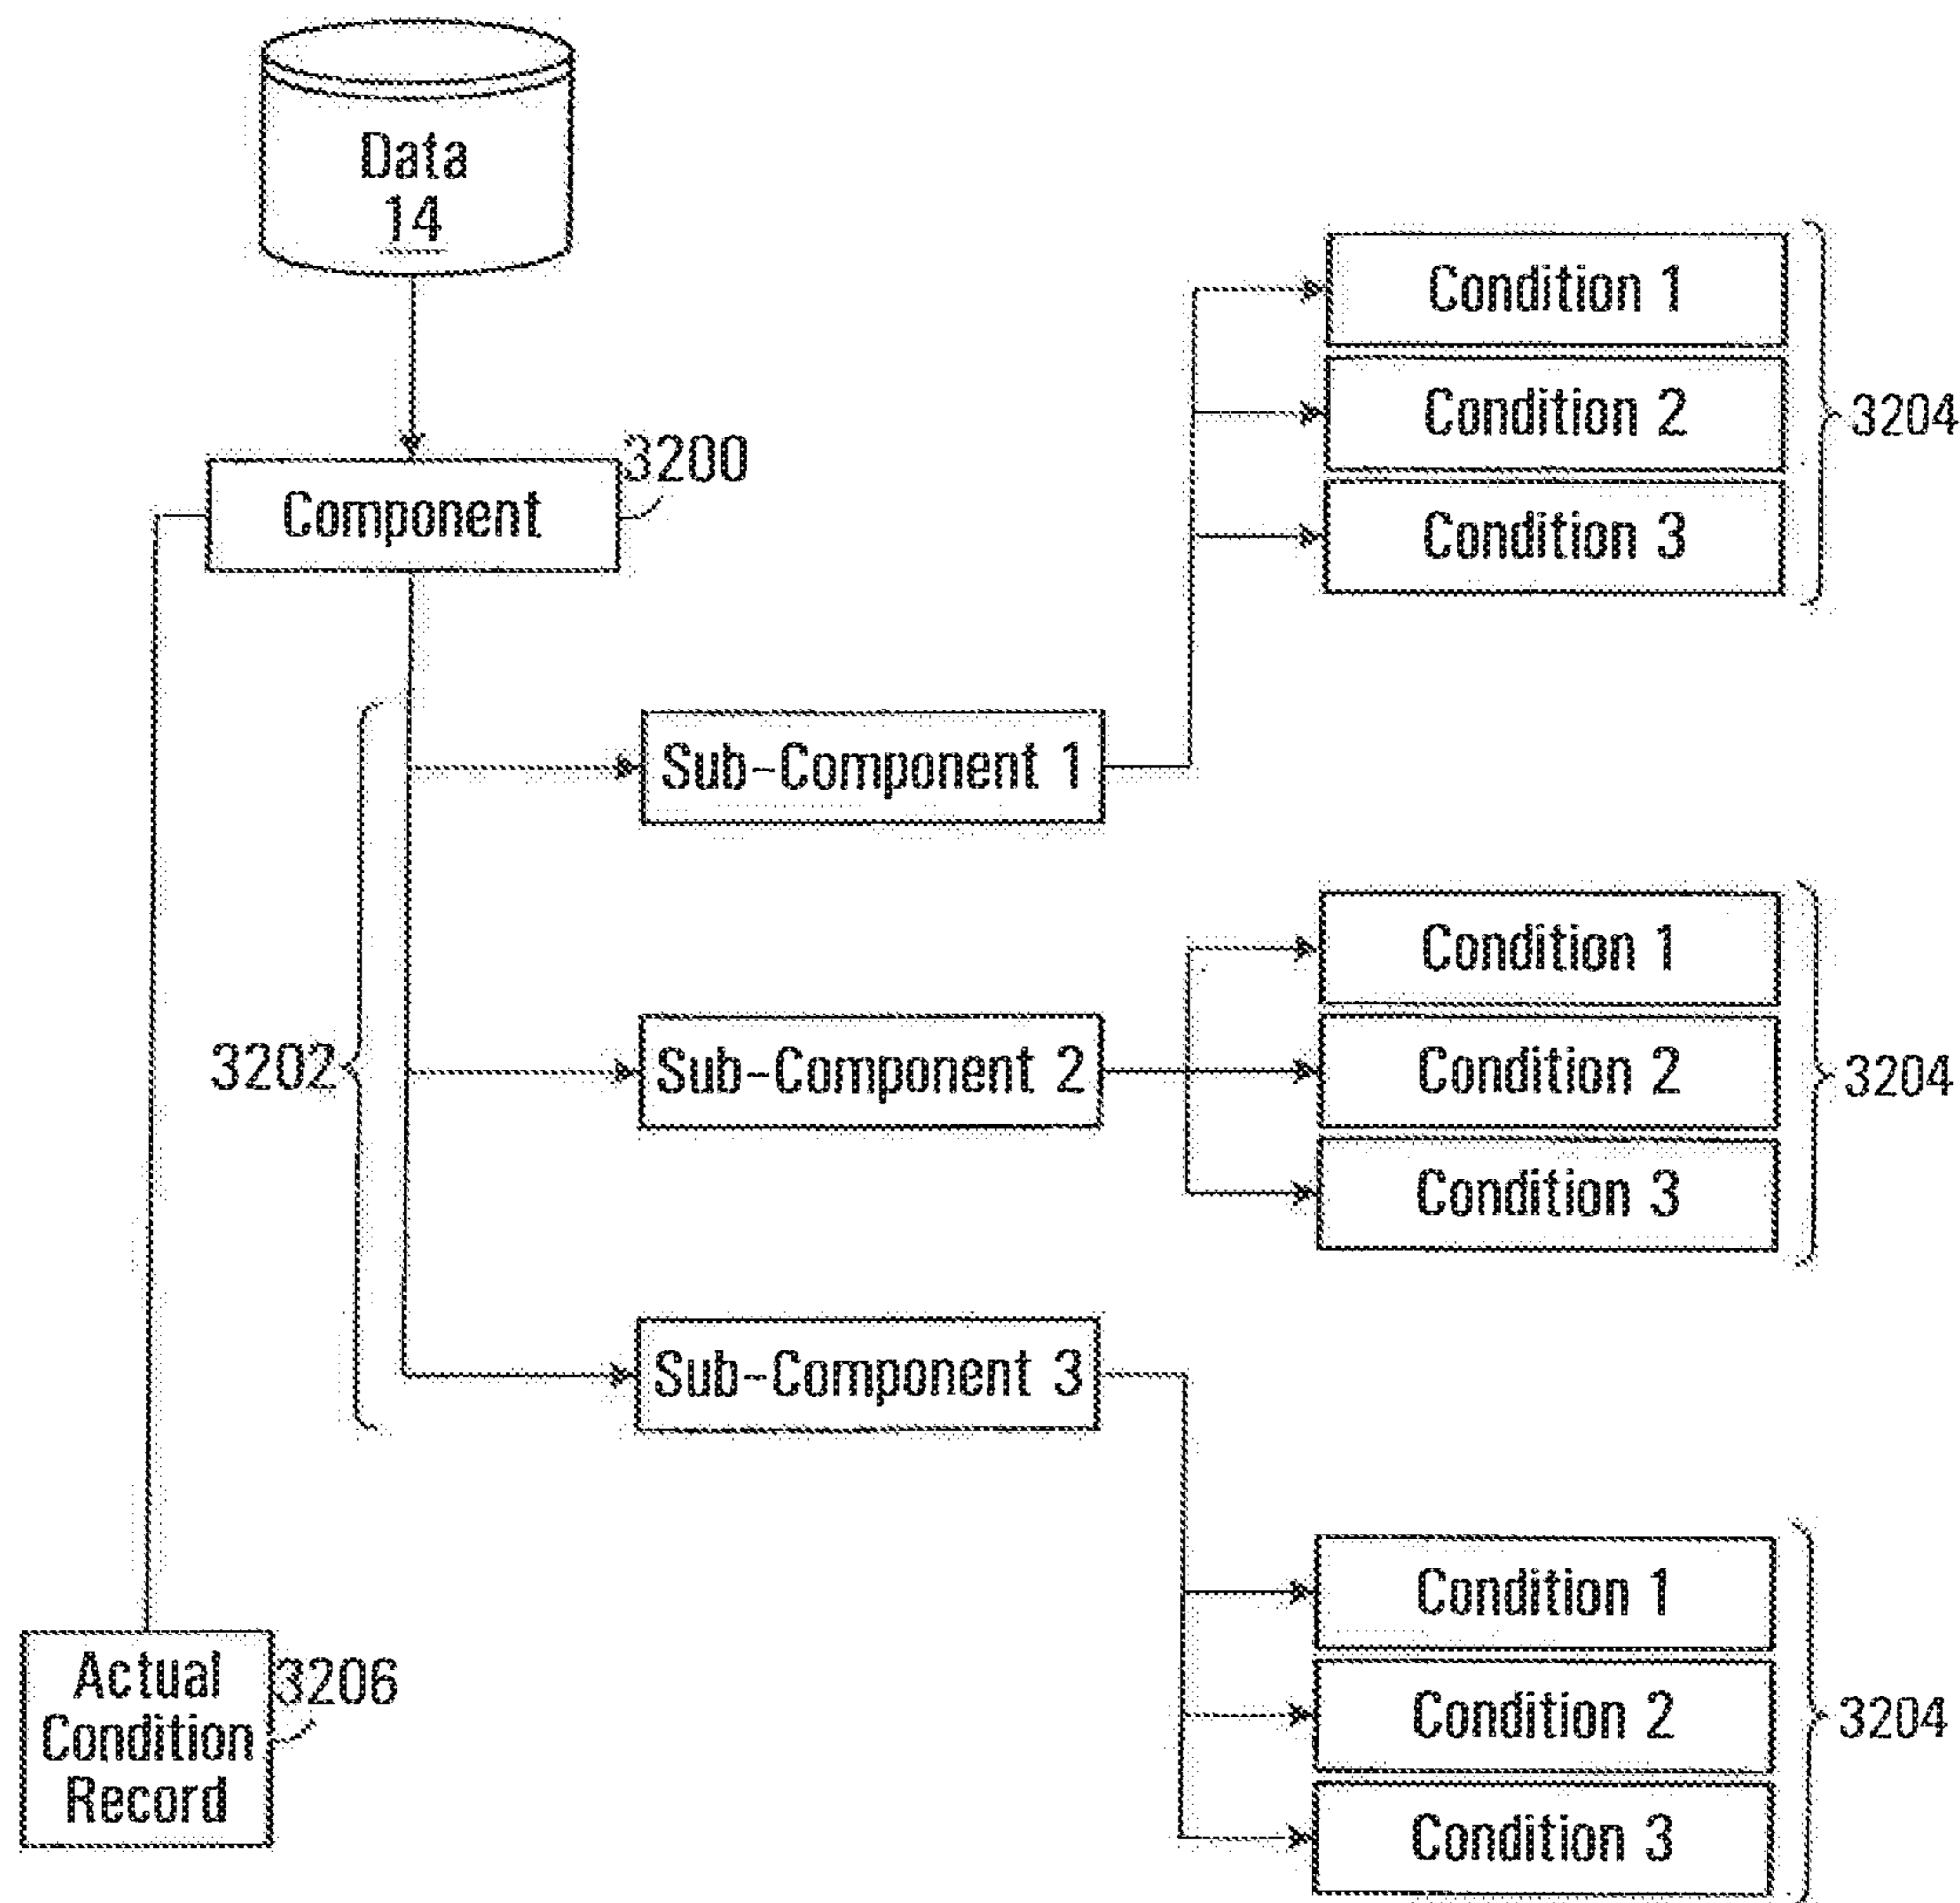 Data
14
3200
Component
Condition 1
Condition 2
Condition 3
3204
Sub-Component 1
3202
Sub-Component 2
Condition 1
Condition 2
Condition 3
3204
Sub-Component 3
Condition 1
Condition 2
Condition 3
3204
Actual
Condition
Record
3206